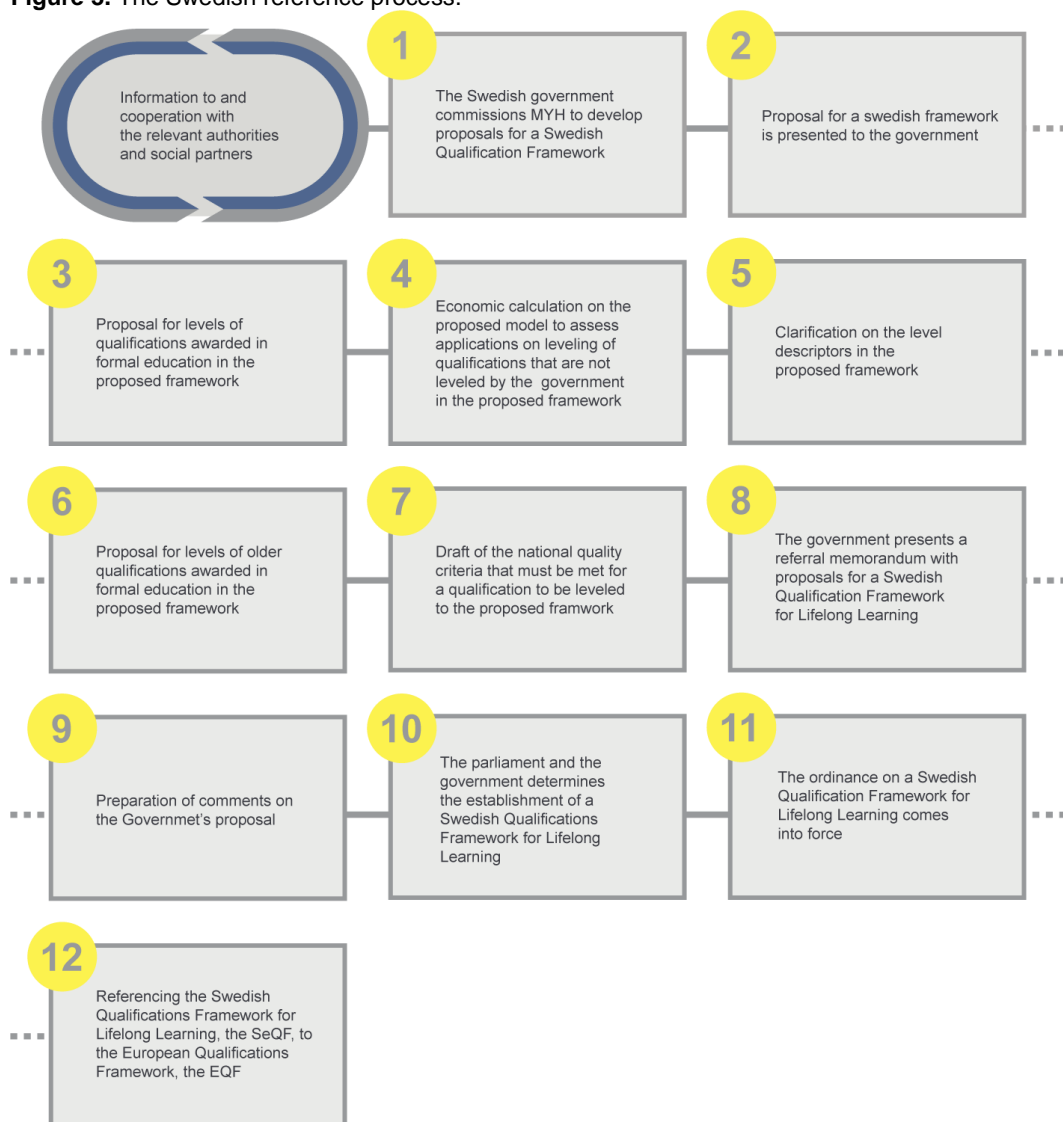 Figure 3. The Swedish reference process.
Information to and
cooperation with
the relevant authorities
and social partners
1
The Swedish government
commissions MYH to develop
proposals for a Swedish
Qualification Framework
2
Proposal for a swedish framework
is presented to the government
3
Proposal for levels of
qualifications awarded in
formal education in the
proposed framework
4
Economic calculation on the
proposed model to assess
applications on leveling of
qualifications that are not
leveled by the government
in the proposed framework
5
Clarification on the level
descriptors in the
proposed framework
6
Proposal for levels of older
qualifications awarded in
formal education in the
proposed framework
7
Draft of the national quality
criteria that must be met for
a qualification to be leveled
to the proposed framwork
8
The government presents a
referral memorandum with
proposals for a Swedish
Qualification Framework
for Lifelong Learning
9
Preparation of comments on
the Governmet's proposal
10
The parliament and the
government determines
the establishment of a
Swedish Qualifications
Framework for Lifelong
Learning
11
The ordinance on a Swedish
Qualification Framework for
Lifelong Learning comes
into force
12
Referencing the Swedish
Qualifications Framework for
Lifelong Learning, the SeQF, to
the European Qualifications
Framework, the EQF